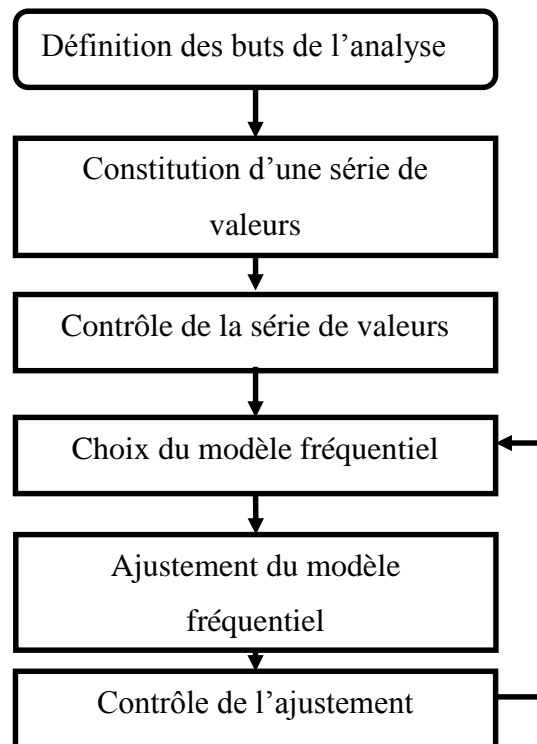 Définition des buts de l’analyse
Constitution d’une série de
valeurs
Contrôle de la série de valeurs
Choix du modèle fréquentiel
Ajustement du modèle
fréquentiel
Contrôle de l’ajustement